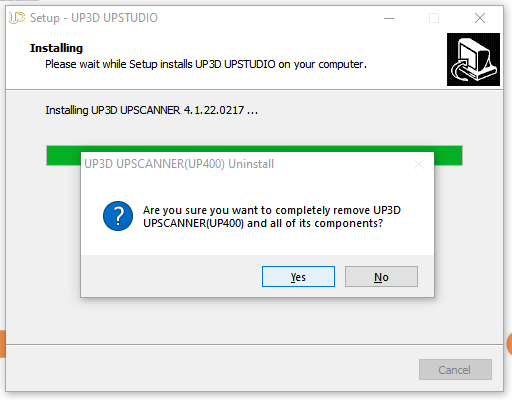 Setup - UP3D UPSTUDIO
Installing
Please wait while Setup installs UP3D UPSTUDIO on your computer.
Installing UP3D UPSCANNER 4.1.22.0217 ...
UP3D UPSCANNER(UP400) Uninstall
Are you sure you want to completely remove UP3D
UPSCANNER(UP400) and all of its components?
Yes
No
Cancel